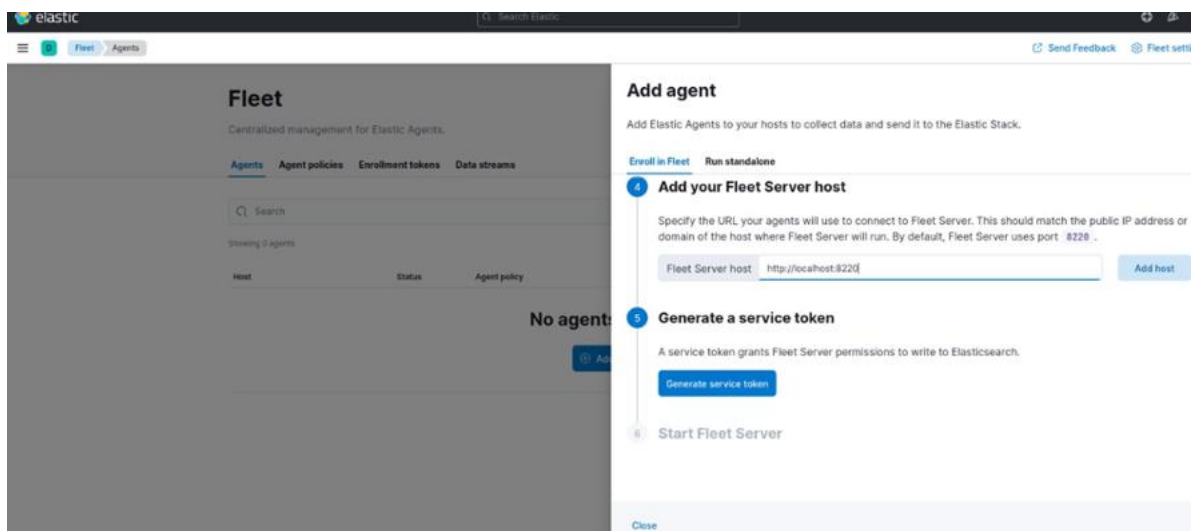 elastic
Search Elastic
D
Fleet
Agents
Send Feedback
Fleet setti
Fleet
Centralized management for Elastic Agents.
Agents Agent policies Enrollment tokens Data streams
Search
Showing 0 agents
Host Status Agent policy
No agents
Ad
Add agent
Add Elastic Agents to your hosts to collect data and send it to the Elastic Stack.
Enroll in Fleet Run standalone
4 Add your Fleet Server host
Specify the URL your agents will use to connect to Fleet Server. This should match the public IP address or
domain of the host where Fleet Server will run. By default, Fleet Server uses port 8220 .
Fleet Server host http://localhost:8220 Add host
5 Generate a service token
A service token grants Fleet Server permissions to write to Elasticsearch.
Generate service token
6 Start Fleet Server
Close